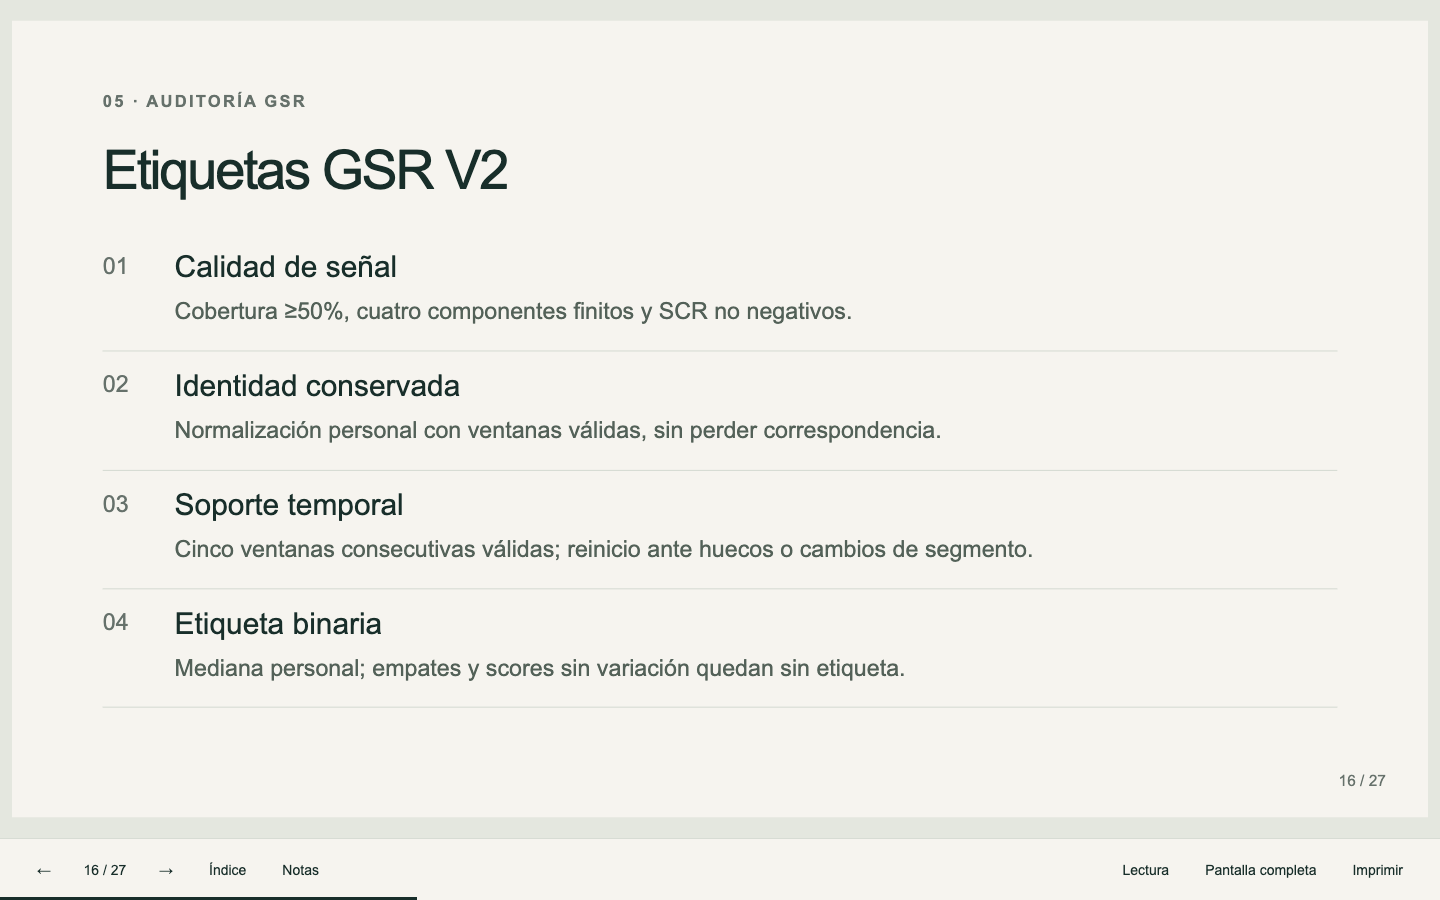 05 · AUDITORÍA GSR
Etiquetas GSR V2
01 Calidad de señal
Cobertura ≥50%, cuatro componentes finitos y SCR no negativos.
02 Identidad conservada
Normalización personal con ventanas válidas, sin perder correspondencia.
03 Soporte temporal
Cinco ventanas consecutivas válidas; reinicio ante huecos o cambios de segmento.
04 Etiqueta binaria
Mediana personal; empates y scores sin variación quedan sin etiqueta.
16 / 27
← 16 / 27 → Índice Notas Lectura Pantalla completa Imprimir